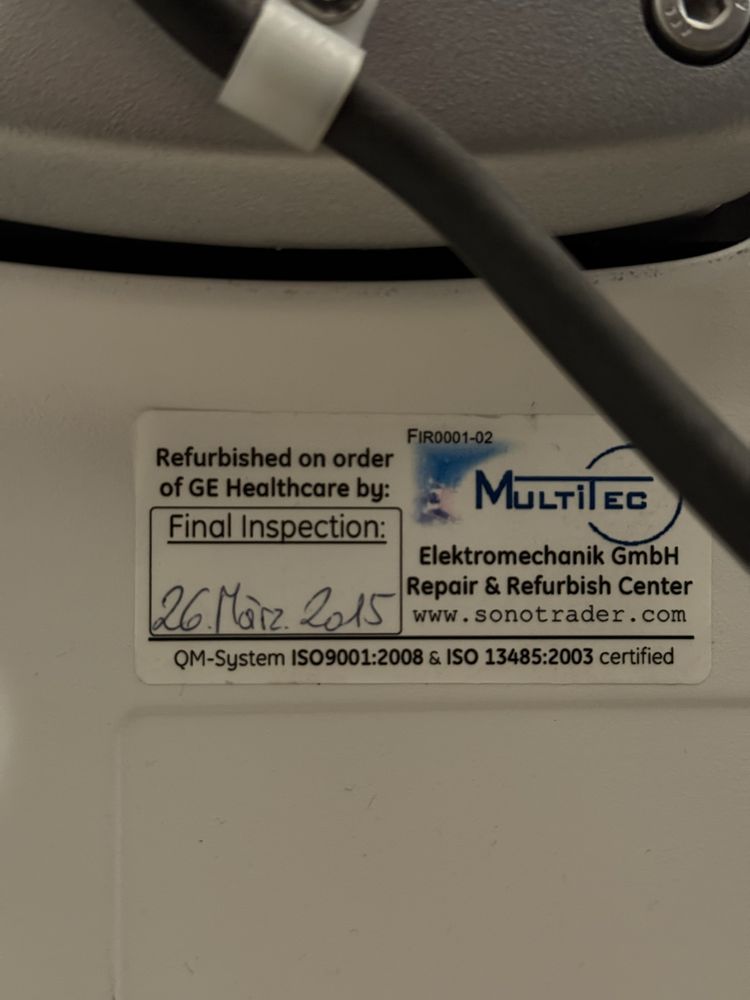 Refurbished on order
of GE Healthcare by:
Final Inspection:
26. März. 2015
FIR0001-02
MULTITEC
Elektromechanik GmbH
Repair & Refurbish Center
www.sonotrader.com
QM-System ISO9001:2008 & ISO 13485:2003 certified